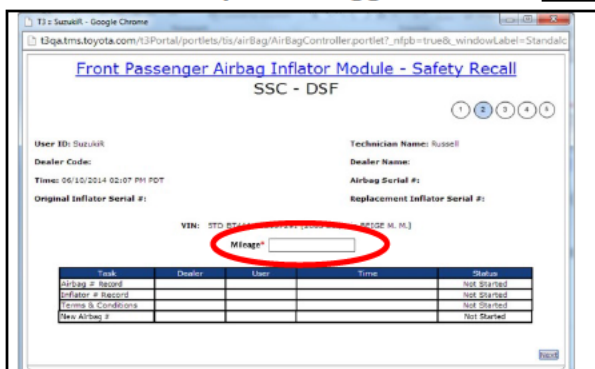 T3 : SuzukiR - Google Chrome
t3qa.tms.toyota.com/t3Portal/portlets/tis/airBag/AirBagController.portlet?_nfpb=true&_windowLabel=Standalc
Front Passenger Airbag Inflator Module - Safety Recall
SSC - DSF
1 2 3 4 5
User ID: SuzukiR Technician Name: Russell
Dealer Code: Dealer Name:
Time: 06/10/2014 02:07 PM PDT Airbag Serial #:
Original Inflator Serial #: Replacement Inflator Serial #:
VIN: BEIGE M. M.]
Mileage*
Task Dealer User Time Status
Airbag # Record Not Started
Inflator # Record Not Started
Terms & Conditions Not Started
New Airbag # Not Started
Next